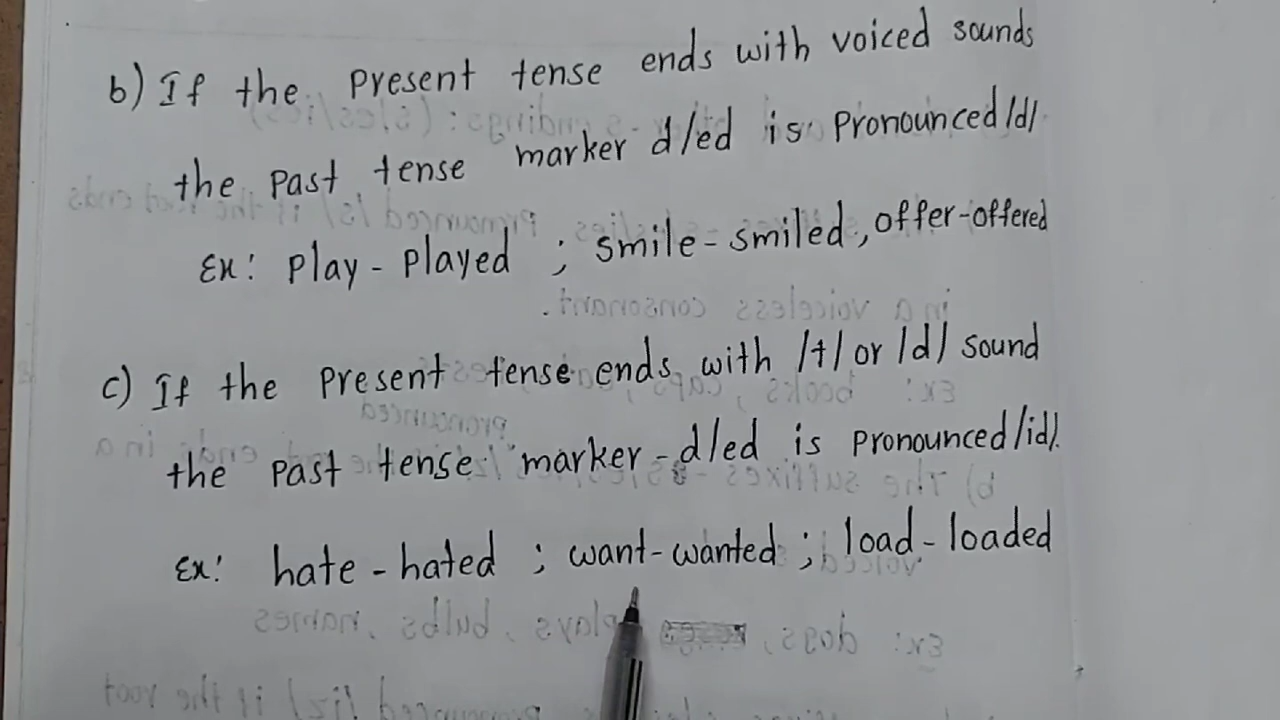 b) If the present tense ends with voiced sounds
the past tense marker d/ed is pronounced /d/
Ex: play - played ; smile - smiled, offer - offered
c) If the present tense ends with /t/ or /d/ sound
the past tense marker - d/ed is pronounced /id/.
Ex: hate - hated ; want - wanted ; load - loaded